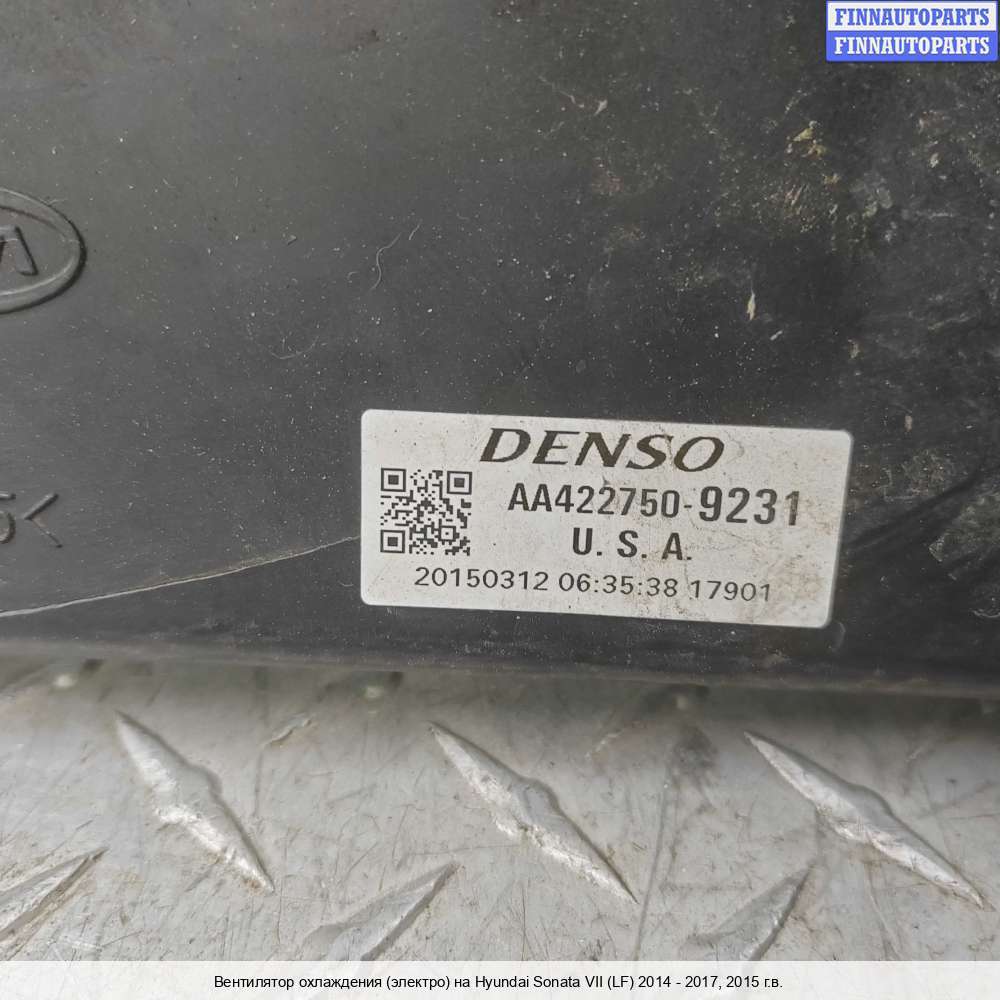 FINNAUTOPARTS
FINNAUTOPARTS
DENSO
AA422750-9231
U. S. A.
20150312 06:35:38 17901
Вентилятор охлаждения (электро) на Hyundai Sonata VII (LF) 2014 - 2017, 2015 г.в.